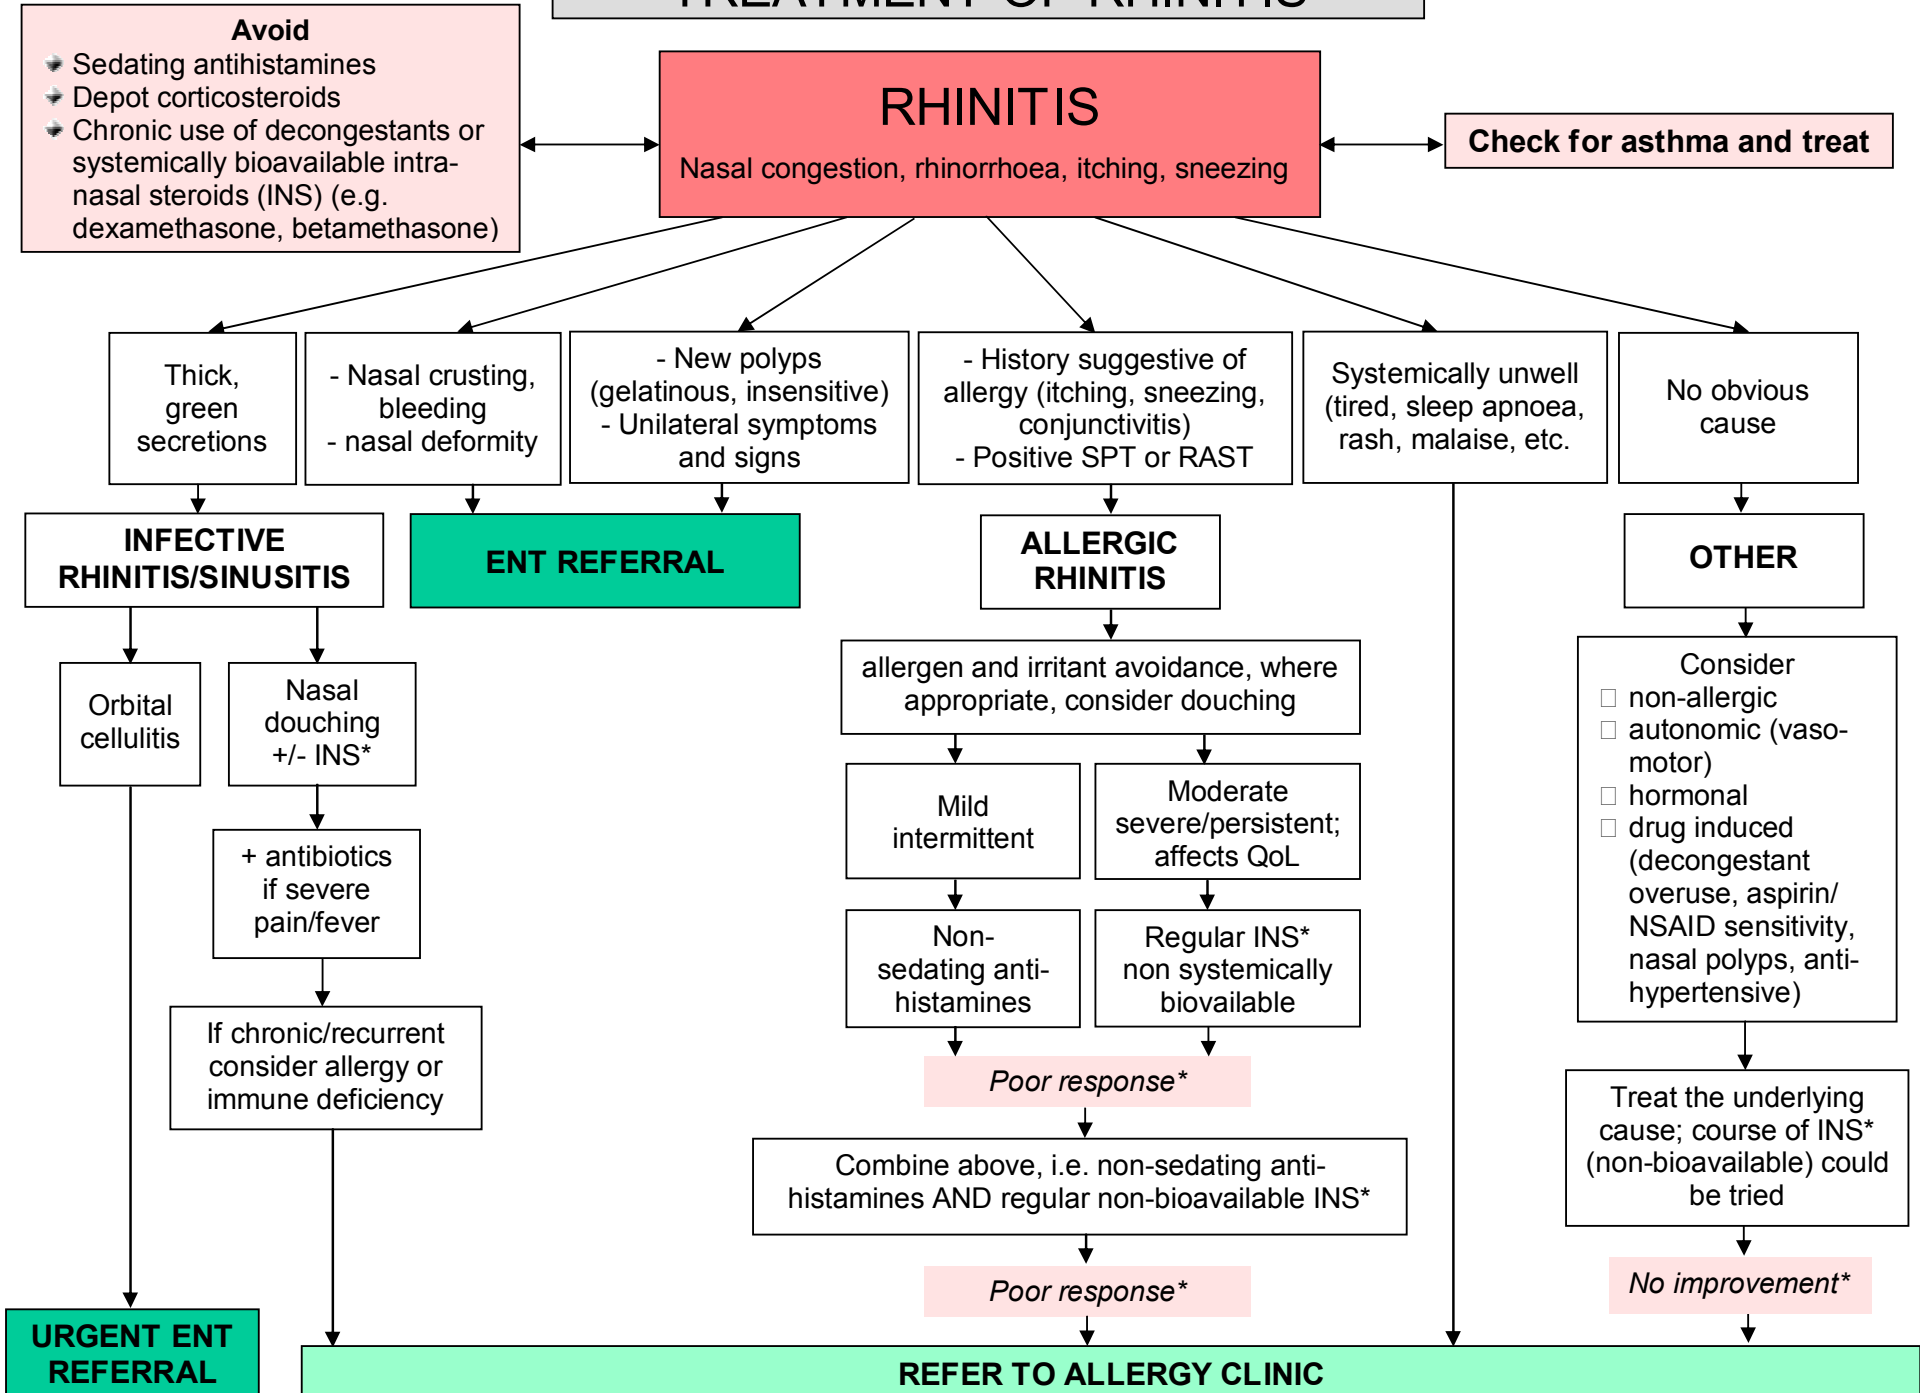 TREATMENT OF RHINITIS
Avoid
Sedating antihistamines
Depot corticosteroids
Chronic use of decongestants or
systemically bioavailable intra-
nasal steroids (INS) (e.g.
dexamethasone, betamethasone)
RHINITIS
Nasal congestion, rhinorrhoea, itching, sneezing
Check for asthma and treat
Thick,
green
secretions
- Nasal crusting,
bleeding
- nasal deformity
- New polyps
(gelatinous, insensitive)
- Unilateral symptoms
and signs
- History suggestive of
allergy (itching, sneezing,
conjunctivitis)
- Positive SPT or RAST
Systemically unwell
(tired, sleep apnoea,
rash, malaise, etc.
No obvious
cause
INFECTIVE
RHINITIS/SINUSITIS
ENT REFERRAL
ALLERGIC
RHINITIS
OTHER
Orbital
cellulitis
Nasal
douching
+/- INS*
allergen and irritant avoidance, where
appropriate, consider douching
Consider
non-allergic
autonomic (vaso-
motor)
hormonal
drug induced
(decongestant
overuse, aspirin/
NSAID sensitivity,
nasal polyps, anti-
hypertensive)
+ antibiotics
if severe
pain/fever
Mild
intermittent
Moderate
severe/persistent;
affects QoL
Non-
sedating anti-
histamines
Regular INS*
non systemically
biovailable
If chronic/recurrent
consider allergy or
immune deficiency
Poor response*
Combine above, i.e. non-sedating anti-
histamines AND regular non-bioavailable INS*
Poor response*
Treat the underlying
cause; course of INS*
(non-bioavailable) could
be tried
No improvement*
URGENT ENT
REFERRAL
REFER TO ALLERGY CLINIC